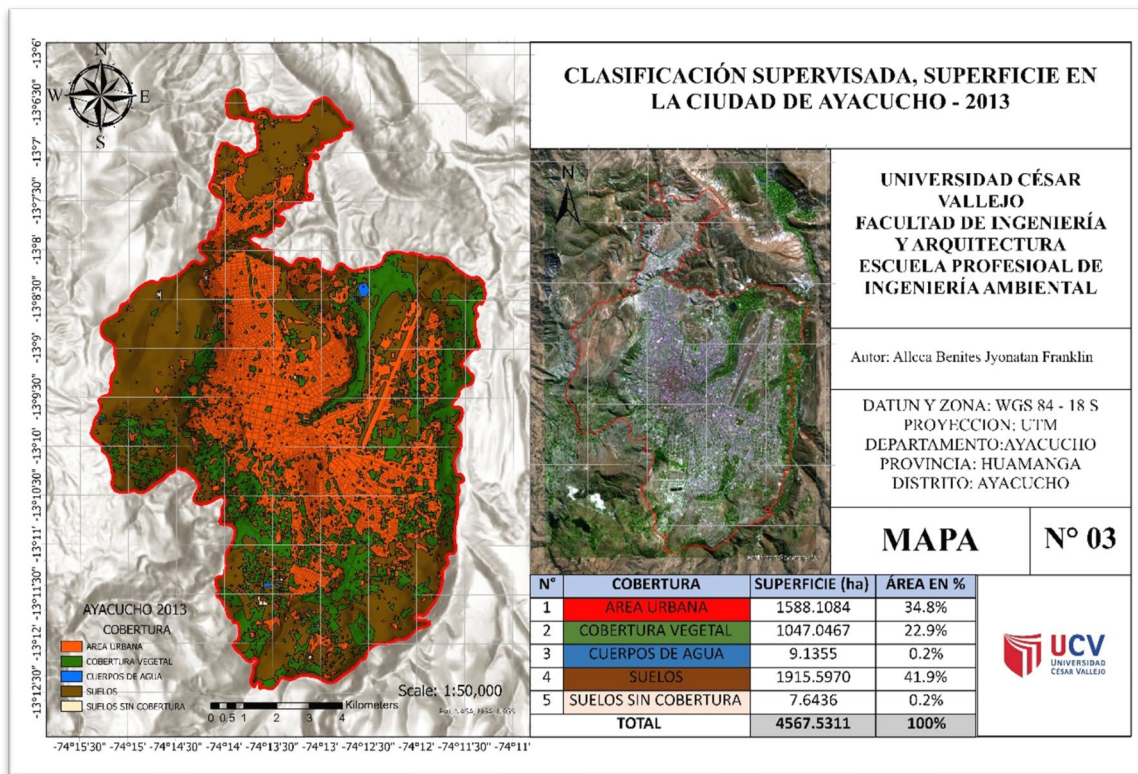 CLASIFICACIÓN SUPERVISADA, SUPERFICIE EN
LA CIUDAD DE AYACUCHO - 2013
N
W E
S
-13°6'
-13°6'30"
-13°7'
-13°7'30"
-13°8'
-13°8'30"
-13°9'
-13°9'30"
-13°10'
-13°10'30"
-13°11'
-13°11'30"
-13°12'
-13°12'30"
AYACUCHO 2013
COBERTURA
AREA URBANA
COBERTURA VEGETAL
CUERPOS DE AGUA
SUELOS
SUELOS SIN COBERTURA
Scale: 1:50,000
0 0.5 1 2 3 4 Kilometers
Esri, NASA, NGA, USGS
-74°15'30" -74°15' -74°14'30" -74°14' -74°13'30" -74°13' -74°12'30" -74°12' -74°11'30" -74°11'
N
UNIVERSIDAD CÉSAR
VALLEJO
FACULTAD DE INGENIERÍA
Y ARQUITECTURA
ESCUELA PROFESIOAL DE
INGENIERÍA AMBIENTAL
Autor: Allcca Benites Jyonatan Franklin
DATUN Y ZONA: WGS 84 - 18 S
PROYECCION: UTM
DEPARTAMENTO:AYACUCHO
PROVINCIA: HUAMANGA
DISTRITO: AYACUCHO
MAPA N° 03
N° COBERTURA SUPERFICIE (ha) ÁREA EN %
1 AREA URBANA 1588.1084 34.8%
2 COBERTURA VEGETAL 1047.0467 22.9%
3 CUERPOS DE AGUA 9.1355 0.2%
4 SUELOS 1915.5970 41.9%
5 SUELOS SIN COBERTURA 7.6436 0.2%
TOTAL 4567.5311 100%
UCV
UNIVERSIDAD
CÉSAR VALLEJO